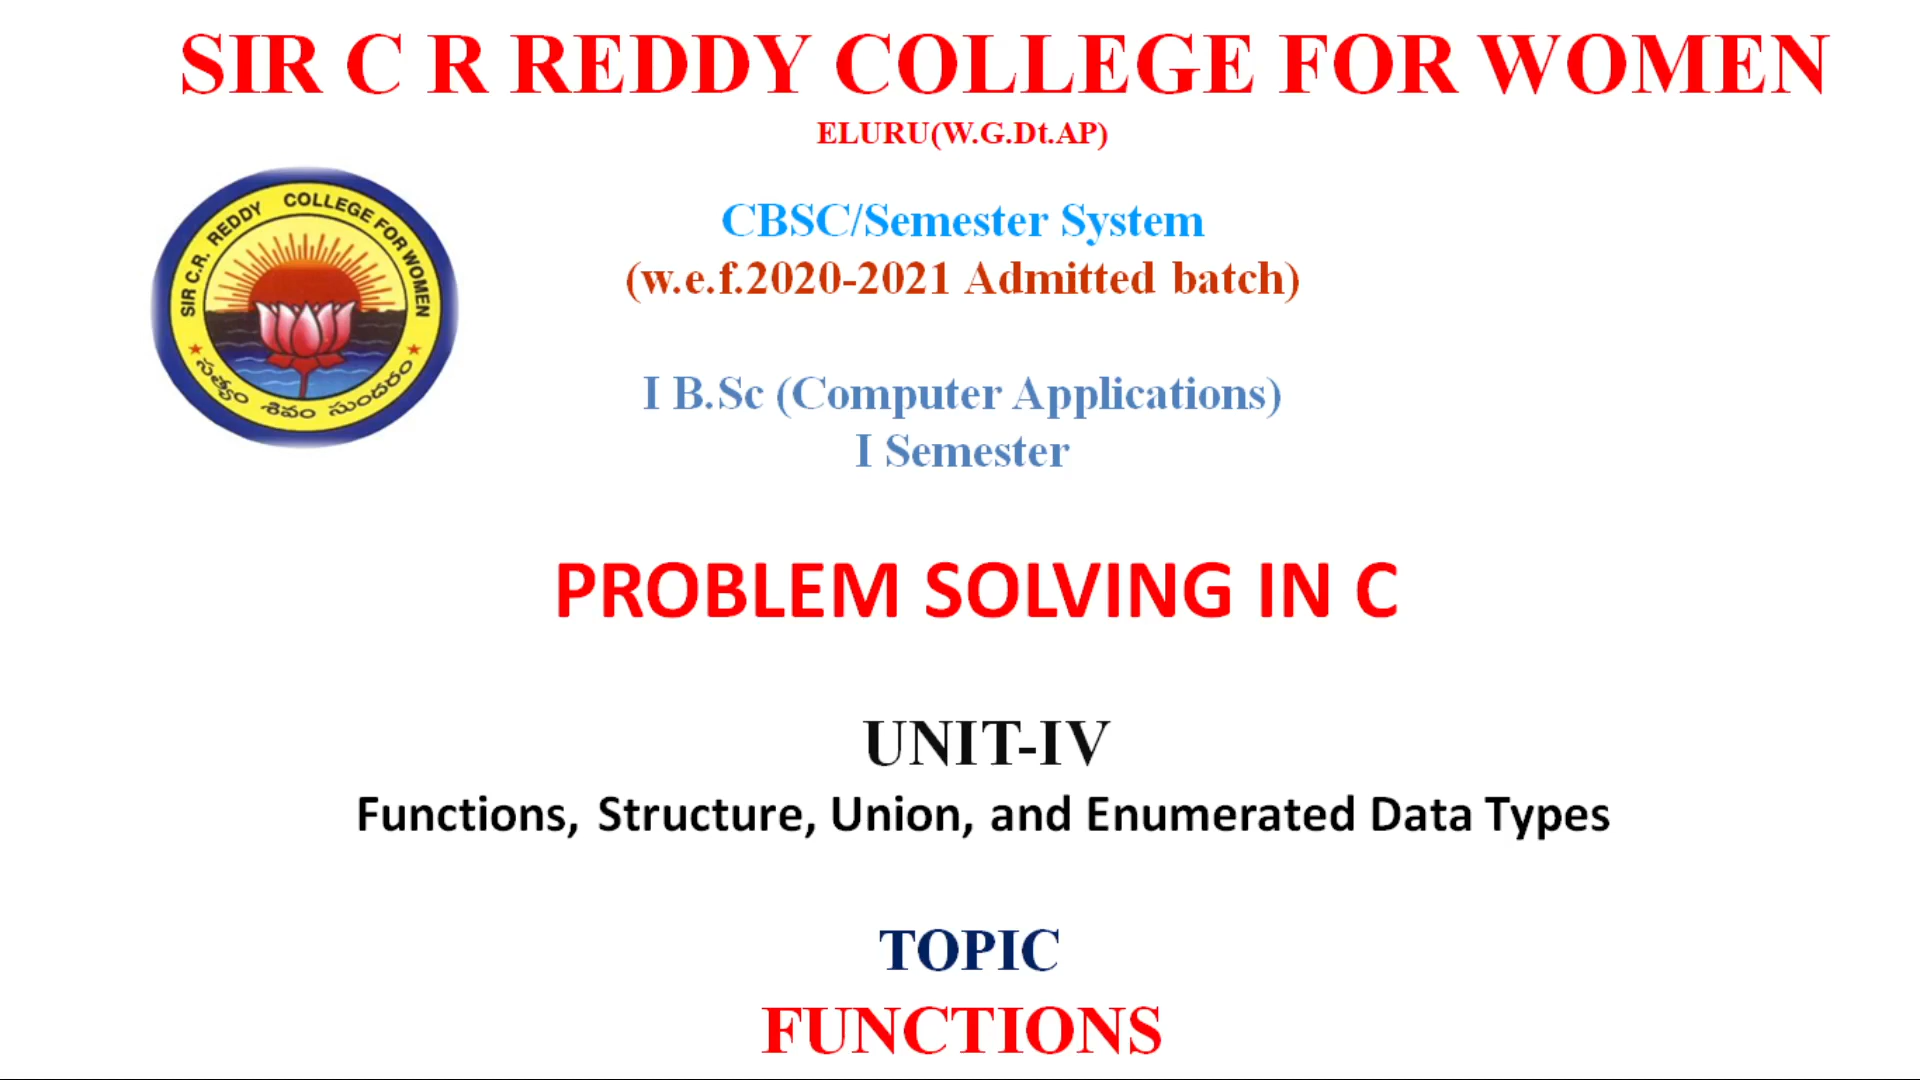 SIR C R REDDY COLLEGE FOR WOMEN
ELURU(W.G.Dt.AP)
SIR C.R. REDDY COLLEGE FOR WOMEN
సత్యం శివం సుందరం
CBSC/Semester System
(w.e.f.2020-2021 Admitted batch)
I B.Sc (Computer Applications)
I Semester
PROBLEM SOLVING IN C
UNIT-IV
Functions, Structure, Union, and Enumerated Data Types
TOPIC
FUNCTIONS